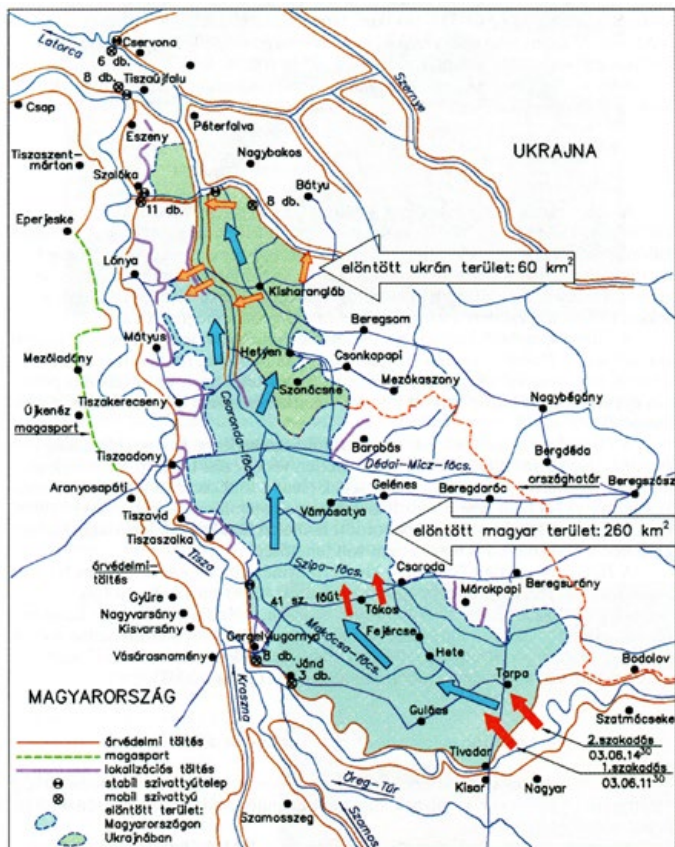 Latorca
Cservona
6 db.
8 db.
Tiszaújfalu
Csap
Eszeny
Péterfalva
Szernye
Tiszaszent-
márton
Nagybakos
UKRAJNA
Szalóka
Bátyu
11 db.
8 db.
Eperjeske
Lónya
elöntött ukrán terület: 60 km²
Kisharangláb
Mátyus
Beregsom
Hetyen
Csonkapapi
Mezőladány
Szonácsne
Mezőkaszony
Tiszakerecseny
Nagybégány
Újkenéz
magaspart
Csaronda-főcs.
Barabás
Bergdéda
Tiszaadony
Dédai-Micz-főcs.
országhatár
Aranyosapáti
Gelénes
Beregdaróc
Beregszász
Vámosatya
Tiszavid
elöntött magyar terület: 260 km²
Tiszaszalka
árvédelmi-
töltés
Tisza
Szipa-főcs.
Csaroda
Beregsurány
Márokpapi
41 sz. főút
Tákos
Gyüre
Nagyvarsány
Fejércse
Kisvarsány
Makócsa-főcs.
Gergelyiugornya
Hete
Vásárosnamény
8 db.
Jánd
3 db.
Tarpa
Badalov
MAGYARORSZÁG
Kraszna
Gulács
Szatmácseke
2.szakadás
03.06.14³⁰
Tivadar
1.szakadás
03.06.11³⁰
Öreg-Túr
Kisar
Nagyar
Szamosszeg
Szamos
árvédelmi töltés
magaspart
lokalizációs töltés
stabil szivattyútelep
mobil szivattyú
elöntött terület:
Magyarországon
Ukrajnában